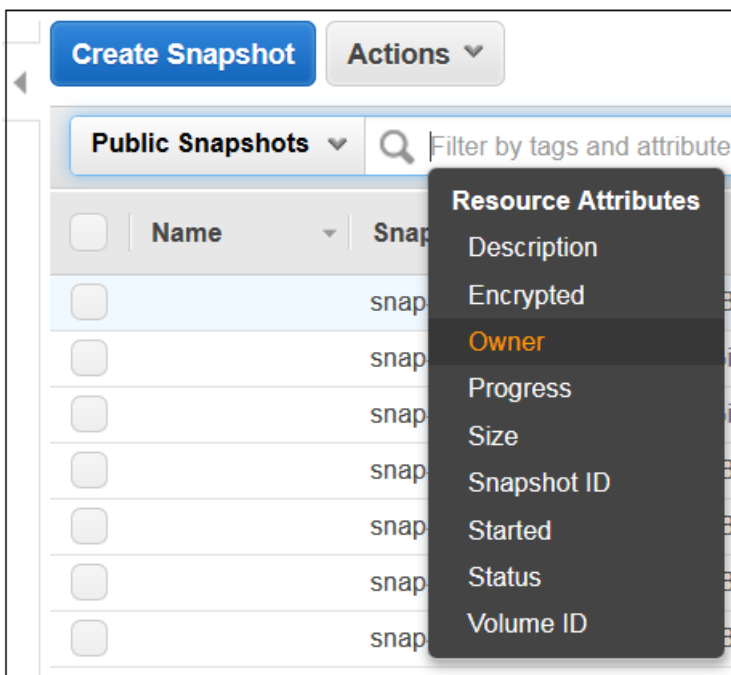 Create Snapshot Actions
Public Snapshots Filter by tags and attribute
Resource Attributes
Name Snap
Description
snap- Encrypted B
Owner
snap-
Progress
snap-
Size
snap- B
Snapshot ID
snap- Started B
snap- Status B
snap- Volume ID B